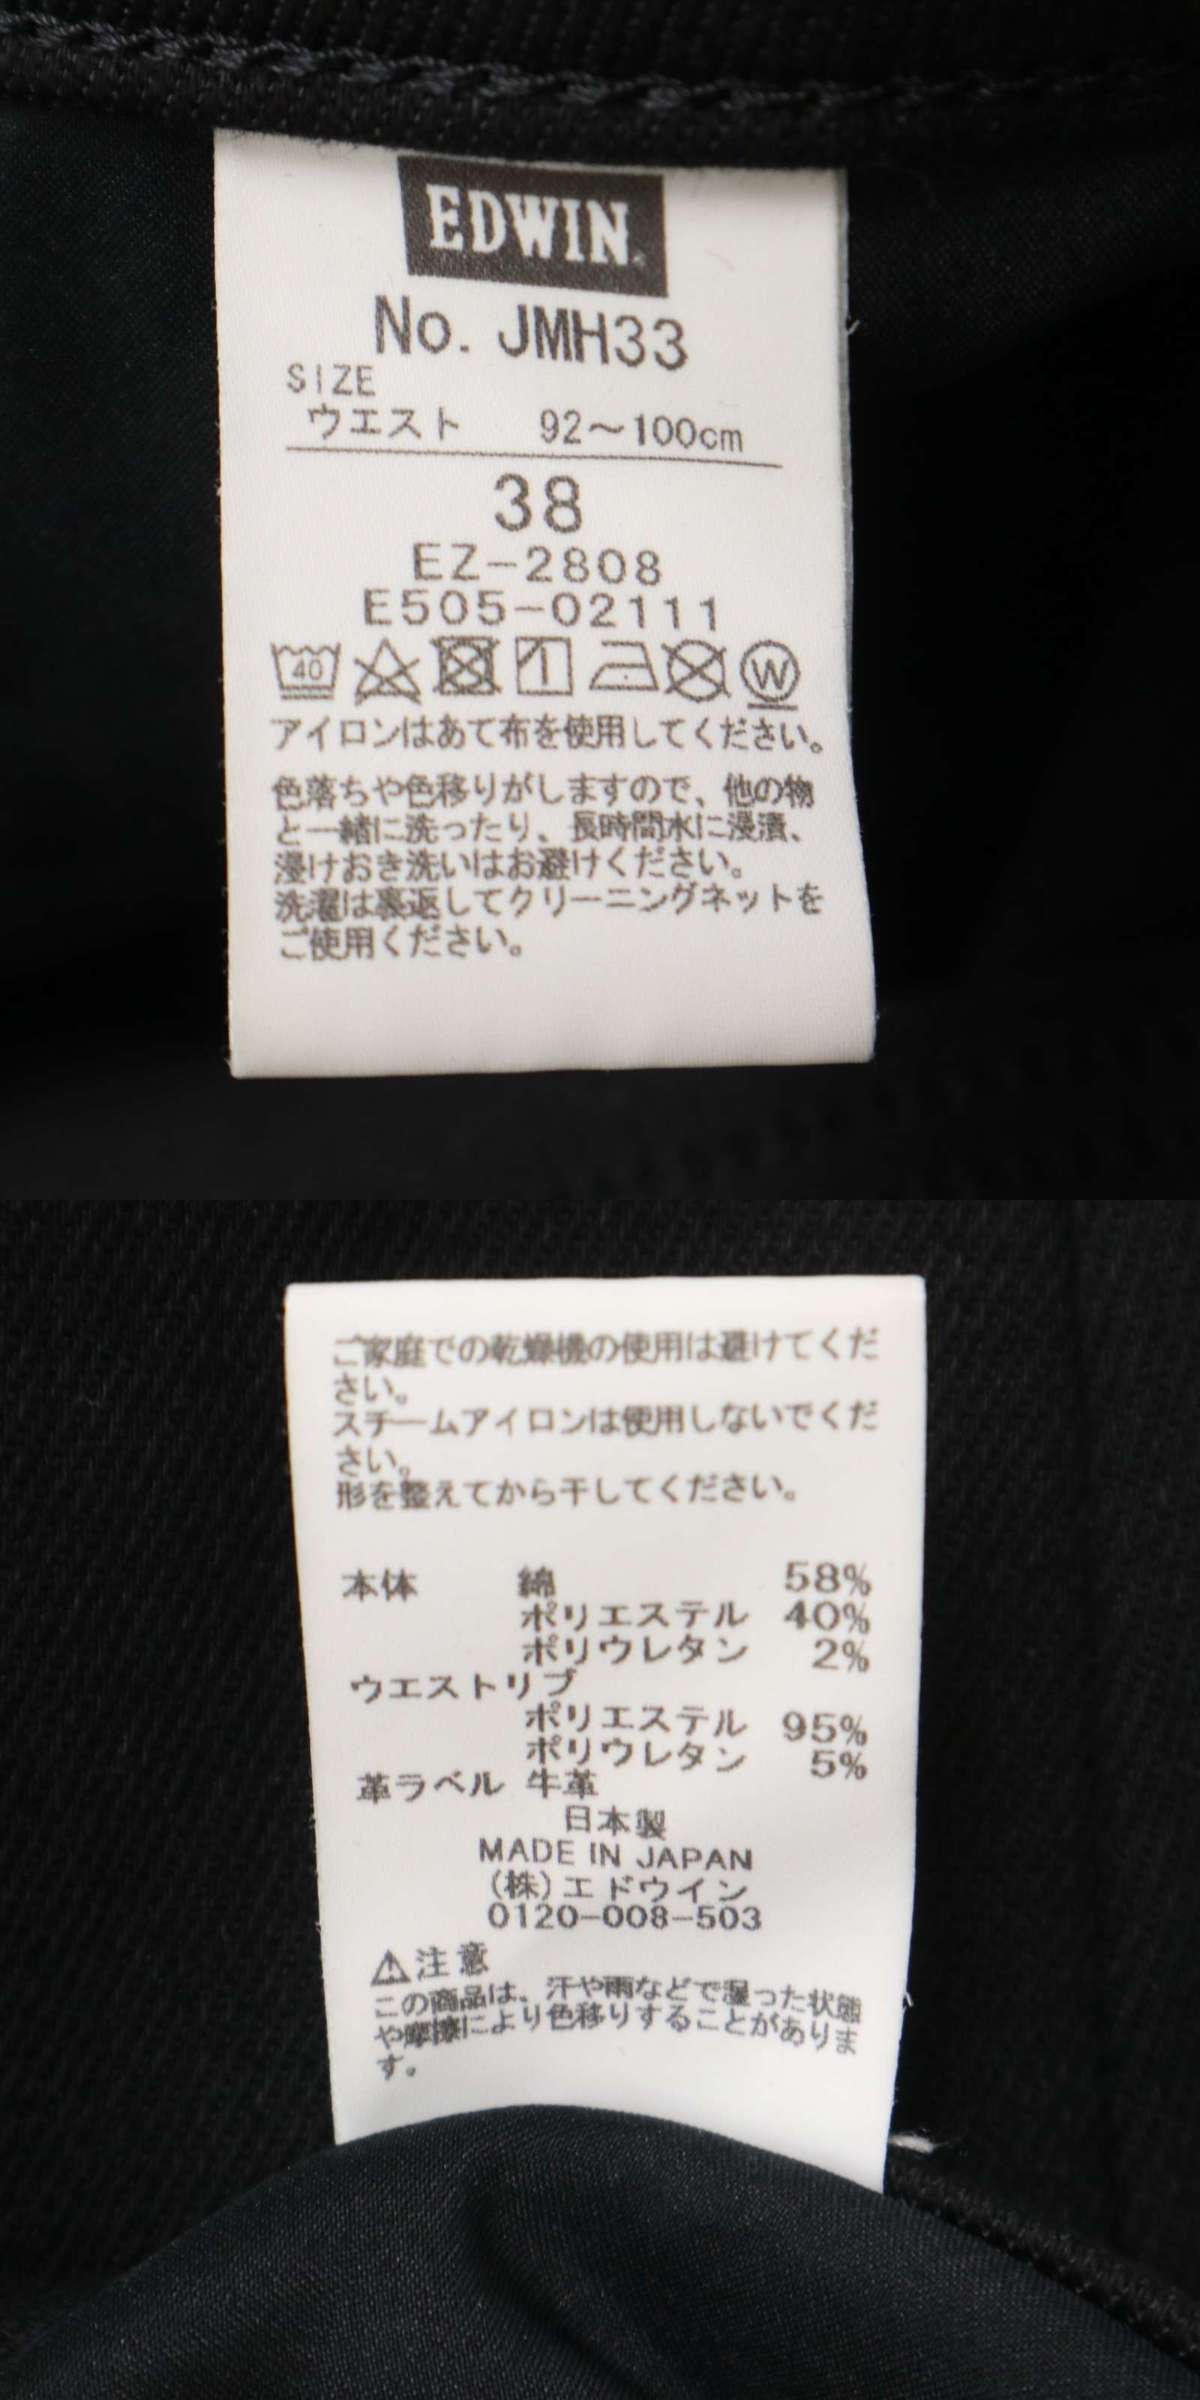 EDWIN
No. JMH33
SIZE
ウエスト 92～100cm
38
EZ-2808
E505-02111
40
W
アイロンはあて布を使用してください。
色落ちや色移りがしますので、他の物
と一緒に洗ったり、長時間水に浸漬、
浸けおき洗いはお避けください。
洗濯は裏返してクリーニングネットを
ご使用ください。
ご家庭での乾燥機の使用は避けてくだ
さい。
スチームアイロンは使用しないでくだ
さい。
形を整えてから干してください。
本体 綿 58%
ポリエステル 40%
ポリウレタン 2%
ウエストリブ
ポリエステル 95%
ポリウレタン 5%
革ラベル 牛革
日本製
MADE IN JAPAN
(株)エドウイン
0120-008-503
⚠注意
この商品は、汗や雨などで湿った状態
や摩擦により色移りすることがありま
す。